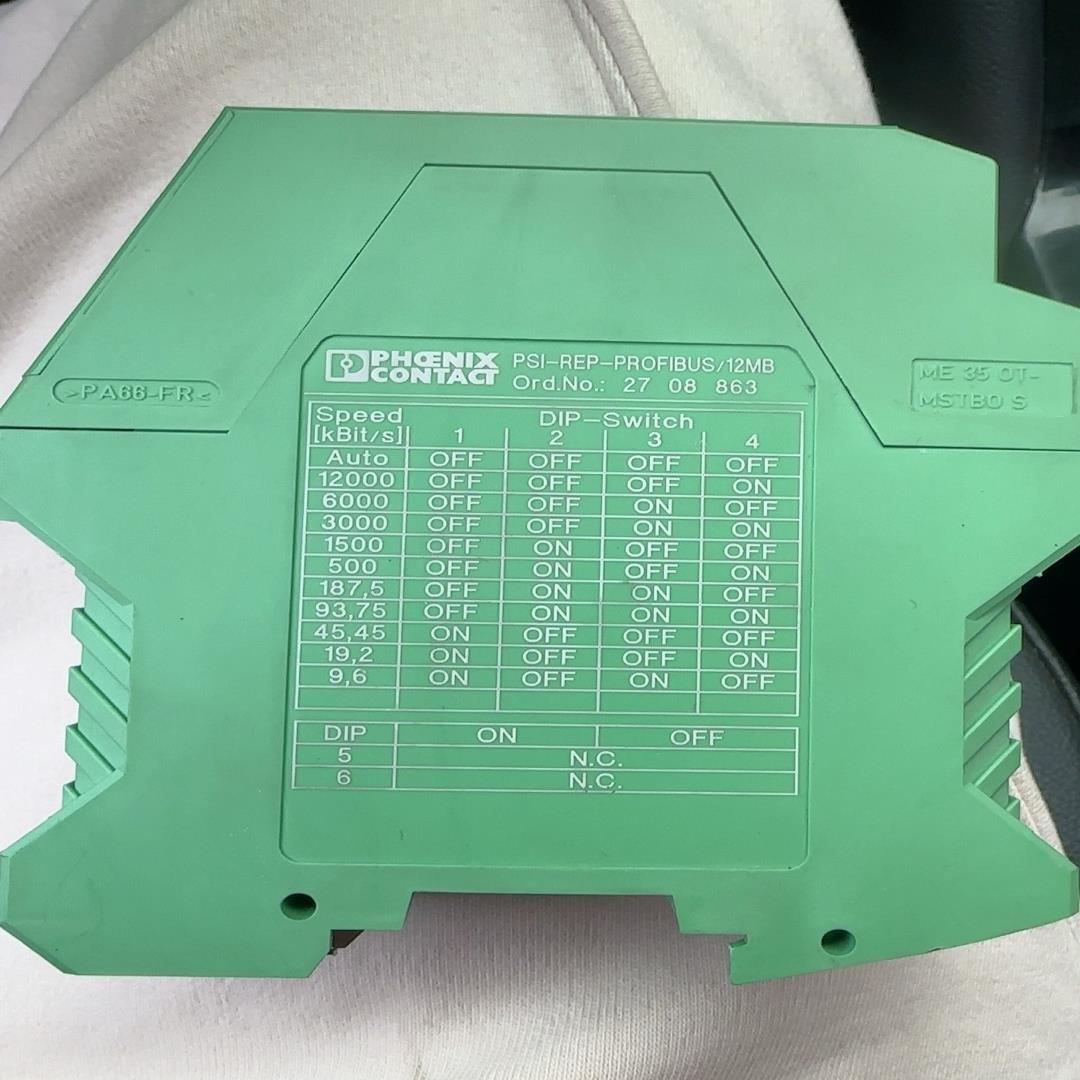 PHŒNIX CONTACT PSI-REP-PROFIBUS/12MB
Ord.No.: 27 08 863
>PA66-FR<
ME 35 OT-
MSTBO S
Speed [kBit/s] DIP-Switch
1 2 3 4
Auto OFF OFF OFF OFF
12000 OFF OFF OFF ON
6000 OFF OFF ON OFF
3000 OFF OFF ON ON
1500 OFF ON OFF OFF
500 OFF ON OFF ON
187,5 OFF ON ON OFF
93,75 OFF ON ON ON
45,45 ON OFF OFF OFF
19,2 ON OFF OFF ON
9,6 ON OFF ON OFF
DIP ON OFF
5 N.C.
6 N.C.